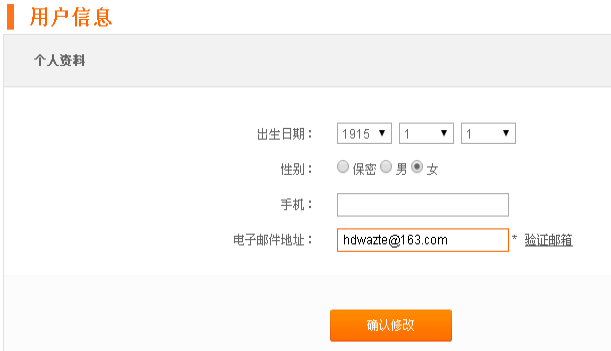 用户信息
个人资料
出生日期： 1915 1 1
性别： 保密 男 女
手机：
电子邮件地址： hdwazte@163.com * 验证邮箱
确认修改